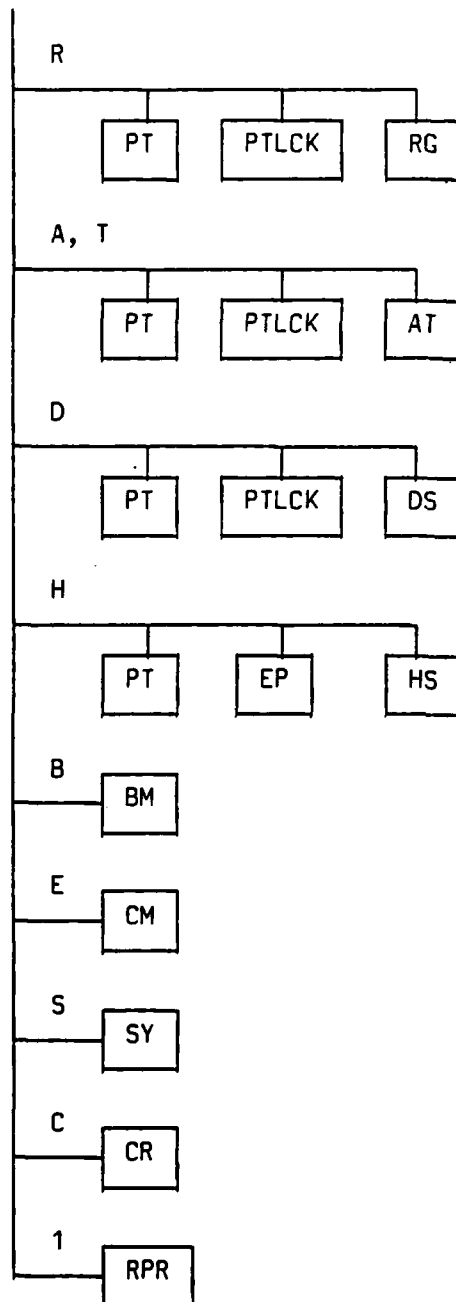 R
PT PTLCK RG
A, T
PT PTLCK AT
D
PT PTLCK DS
H
PT EP HS
B
BM
E
CM
S
SY
C
CR
1
RPR